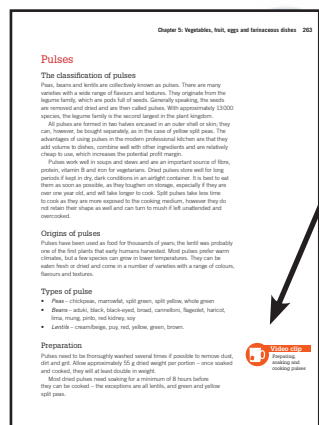 Chapter 5: Vegetables, fruit, eggs and farinaceous dishes 263
Pulses
The classification of pulses
Peas, beans and lentils are collectively known as pulses. There are
many varieties with a wide range of flavours and textures. They originate from the
legume family, which are pods full of seeds. Generally speaking, the seeds
are removed and dried and are then called pulses. With approximately 13000
species, the legume family is the second largest in the plant kingdom.
All pulses are formed in two halves encased in an outer shell or skin; they
can, however, be bought separately, as in the case of yellow split peas. The
advantages of using pulses in the modern professional kitchen are that they
add volume to dishes, combine well with other ingredients and are relatively
cheap to use, which increases the potential profit margin.
Pulses work well in soups and stews and are an important source of fibre,
protein, vitamin B and iron for vegetarians. Dried pulses store well for long
periods if kept in dry, dark conditions in an airtight container. It is best to eat
them as soon as possible, as they toughen on storage, especially if they are
over one year old, and will take longer to cook. Split pulses take less time
to cook as they are more exposed to the cooking medium, however they do
not retain their shape as well and can turn to mush if left unattended and
overcooked.
Origins of pulses
Pulses have been used as food for thousands of years; the lentil was probably
one of the first plants that early humans harvested. Most pulses prefer warm
climates, but a few species can grow in lower temperatures. They can be
eaten fresh or dried and come in a number of varieties with a range of colours,
flavours and textures.
Types of pulse
• Peas – chickpeas, marrowfat, split green, split yellow, whole green
• Beans – aduki, black, black-eyed, broad, cannelloni, flageolet, haricot,
lima, mung, pinto, red kidney, soy
• Lentils – cream/beige, puy, red, yellow, green, brown.
Preparation
Pulses need to be thoroughly washed several times if possible to remove dust,
dirt and grit. Allow approximately 55 g dried weight per portion – once soaked
and cooked, they will at least double in weight.
Most dried pulses need soaking for a minimum of 8 hours before
they can be cooked – the exceptions are all lentils, and green and yellow
split peas.
Video clip
Preparing,
soaking and
cooking pulses